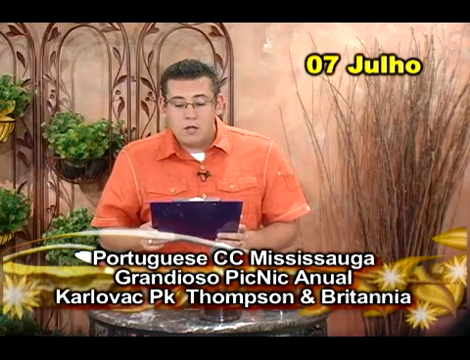 07 Julho
Portuguese CC Mississauga
Grandioso PicNic Anual
Karlovac Pk Thompson & Britannia